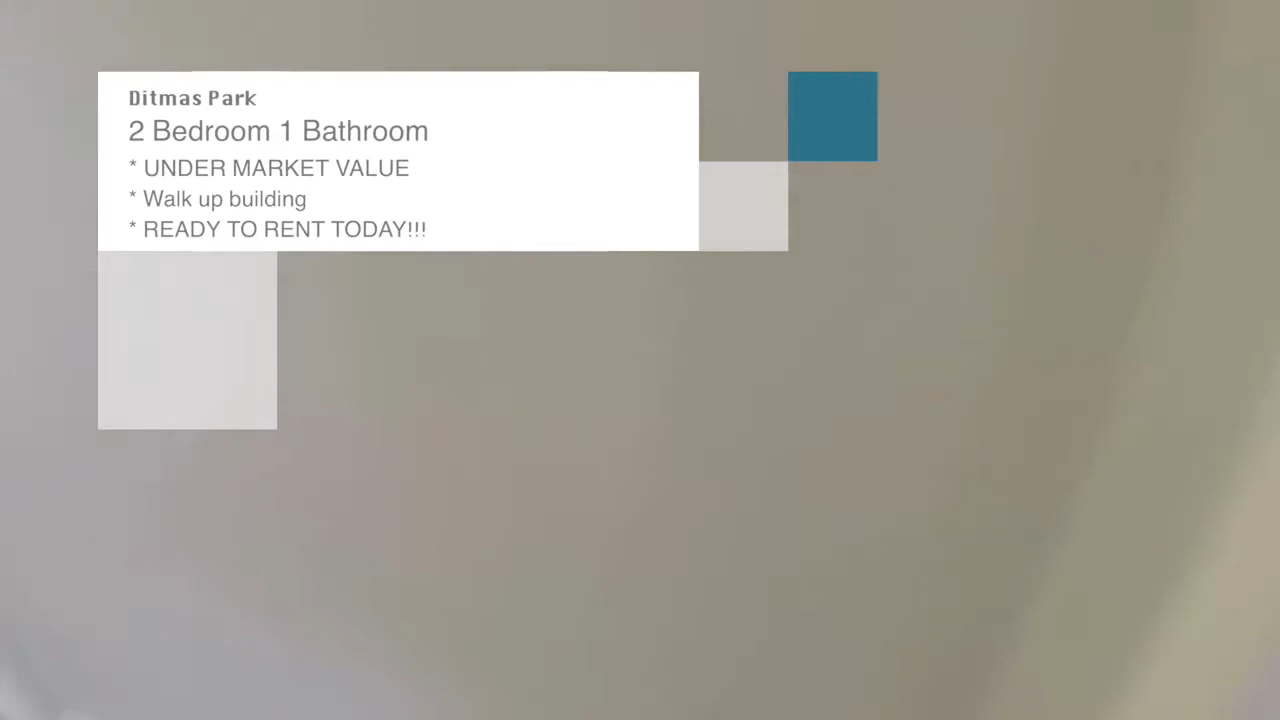 Ditmas Park
2 Bedroom 1 Bathroom
* UNDER MARKET VALUE
* Walk up building
* READY TO RENT TODAY!!!